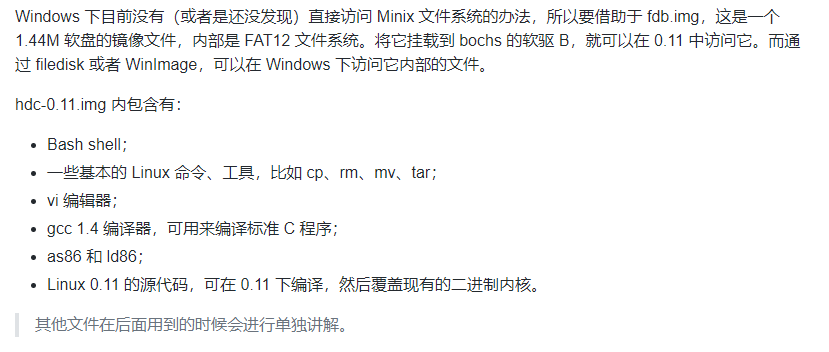 Windows 下目前没有（或者是还没发现）直接访问 Minix 文件系统的办法，所以要借助于 fdb.img，这是一个
1.44M 软盘的镜像文件，内部是 FAT12 文件系统。将它挂载到 bochs 的软驱 B，就可以在 0.11 中访问它。而通
过 filedisk 或者 WinImage，可以在 Windows 下访问它内部的文件。
hdc-0.11.img 内包含有：
• Bash shell；
• 一些基本的 Linux 命令、工具，比如 cp、rm、mv、tar；
• vi 编辑器；
• gcc 1.4 编译器，可用来编译标准 C 程序；
• as86 和 ld86；
• Linux 0.11 的源代码，可在 0.11 下编译，然后覆盖现有的二进制内核。
其他文件在后面用到的时候会进行单独讲解。